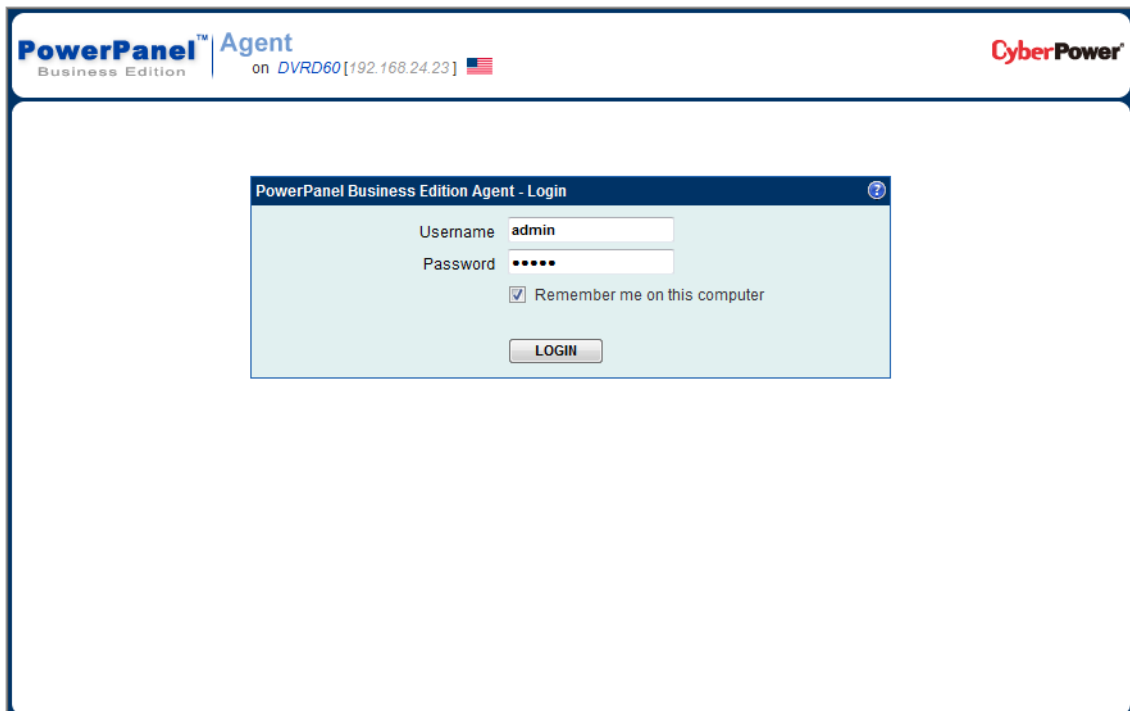 PowerPanel™ Agent
Business Edition on DVRD60 [192.168.24.23]
CyberPower®
PowerPanel Business Edition Agent - Login ?
Username admin
Password •••••
Remember me on this computer
LOGIN